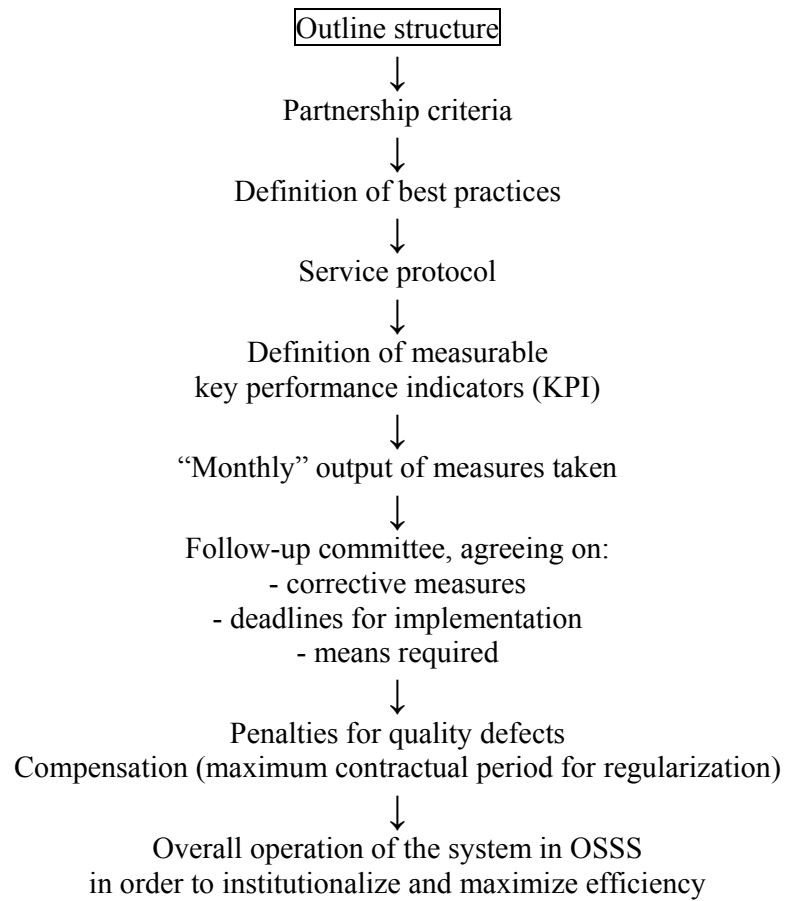 Outline structure
↓
Partnership criteria
↓
Definition of best practices
↓
Service protocol
↓
Definition of measurable
key performance indicators (KPI)
↓
“Monthly” output of measures taken
↓
Follow-up committee, agreeing on:
- corrective measures
- deadlines for implementation
- means required
↓
Penalties for quality defects
Compensation (maximum contractual period for regularization)
↓
Overall operation of the system in OSSS
in order to institutionalize and maximize efficiency